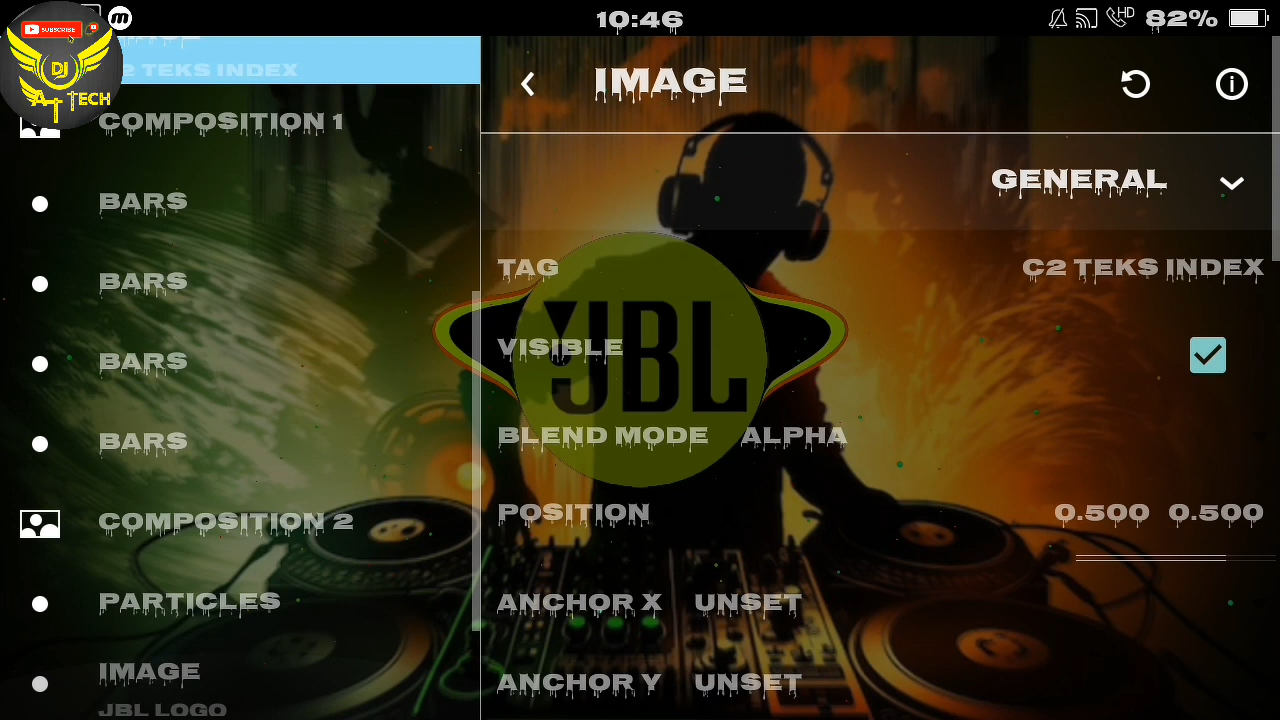 m
10:46
HD
82%
SUBSCRIBE
DJ
AT TECH
C2 TEKS INDEX
COMPOSITION 1
BARS
BARS
BARS
BARS
COMPOSITION 2
PARTICLES
IMAGE
JBL LOGO
IMAGE
GENERAL
TAG C2 TEKS INDEX
VISIBLE
JBL
BLEND MODE ALPHA
POSITION 0.500 0.500
ANCHOR X UNSET
ANCHOR Y UNSET